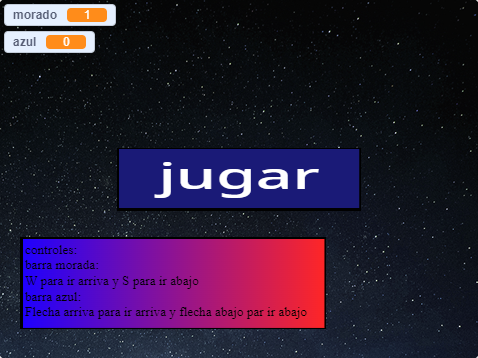 morado 1
azul 0
jugar
controles:
barra morada:
W para ir arriva y S para ir abajo
barra azul:
Flecha arriva para ir arriva y flecha abajo par ir abajo